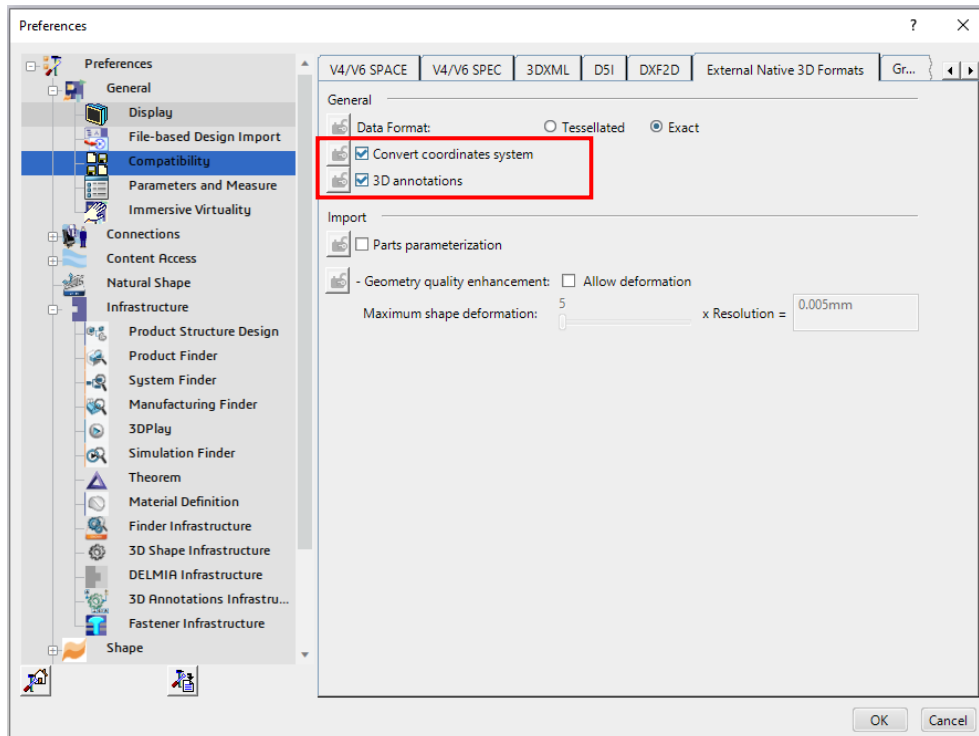 Preferences
?
Preferences
General
Display
File-based Design Import
Compatibility
Parameters and Measure
Immersive Virtuality
Connections
Content Access
Natural Shape
Infrastructure
Product Structure Design
Product Finder
System Finder
Manufacturing Finder
3DPlay
Simulation Finder
Theorem
Material Definition
Finder Infrastructure
3D Shape Infrastructure
DELMIA Infrastructure
3D Annotations Infrastru...
Fastener Infrastructure
Shape
V4/V6 SPACE V4/V6 SPEC 3DXML D5I DXF2D External Native 3D Formats Gr...
General
Data Format: Tessellated Exact
Convert coordinates system
3D annotations
Import
Parts parameterization
- Geometry quality enhancement: Allow deformation
Maximum shape deformation: 5 x Resolution = 0.005mm
OK Cancel